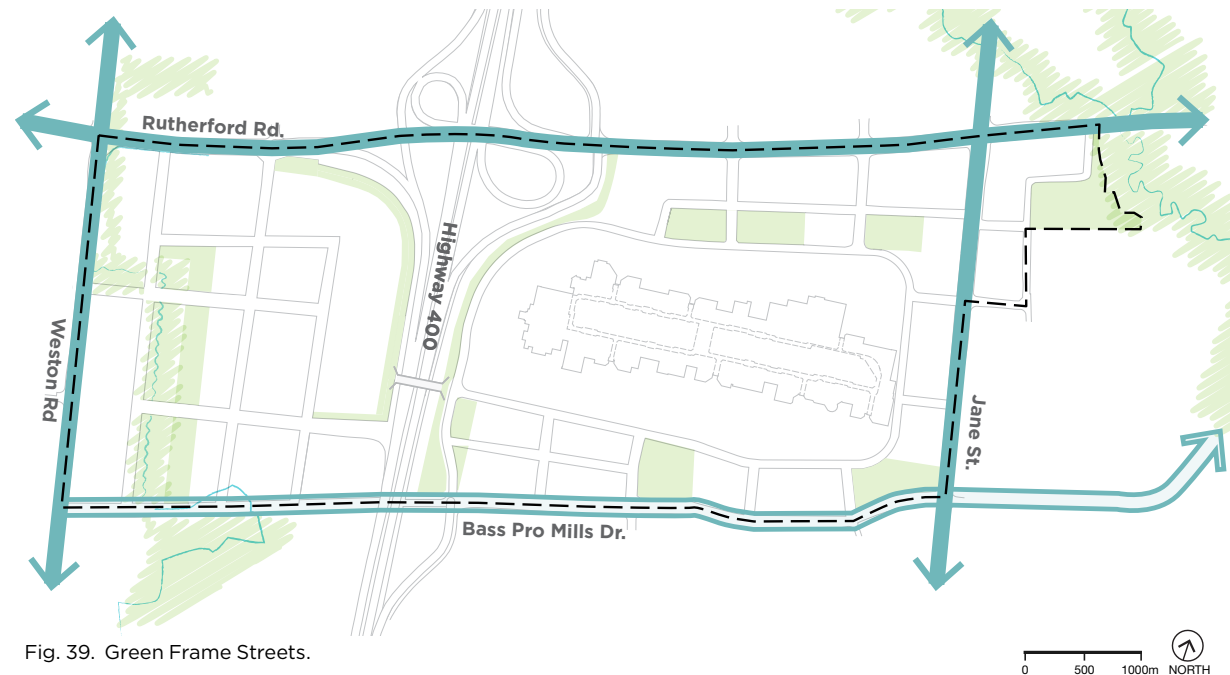 Rutherford Rd.
Highway 400
Weston Rd
Jane St.
Bass Pro Mills Dr.
Fig. 39. Green Frame Streets.
0 500 1000m NORTH